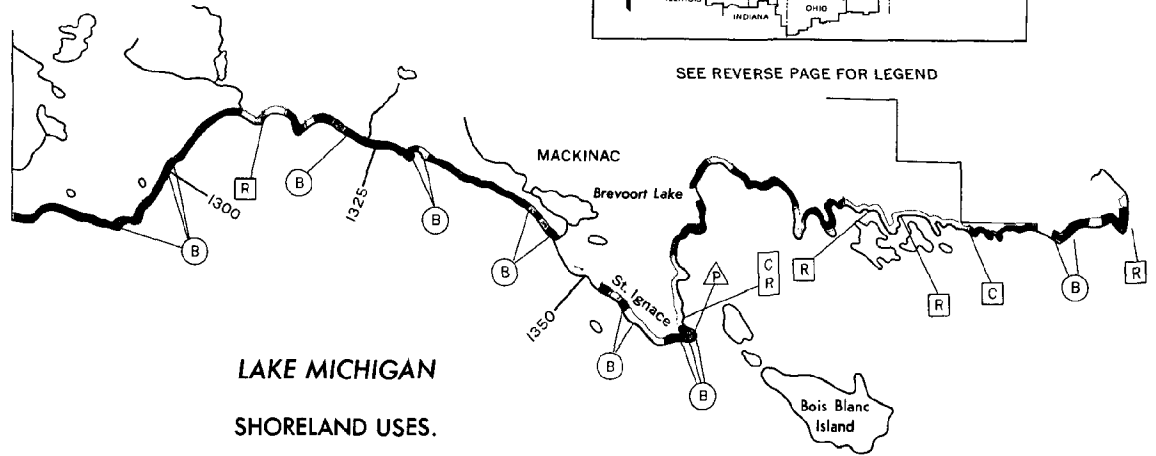 ILLINOIS
INDIANA
OHIO
SEE REVERSE PAGE FOR LEGEND
MACKINAC
Brevoort Lake
R
B
1325
1300
B
B
B
St. Ignace
P
C
R
R
R
C
B
R
1350
B
B
LAKE MICHIGAN
SHORELAND USES.
Bois Blanc
Island